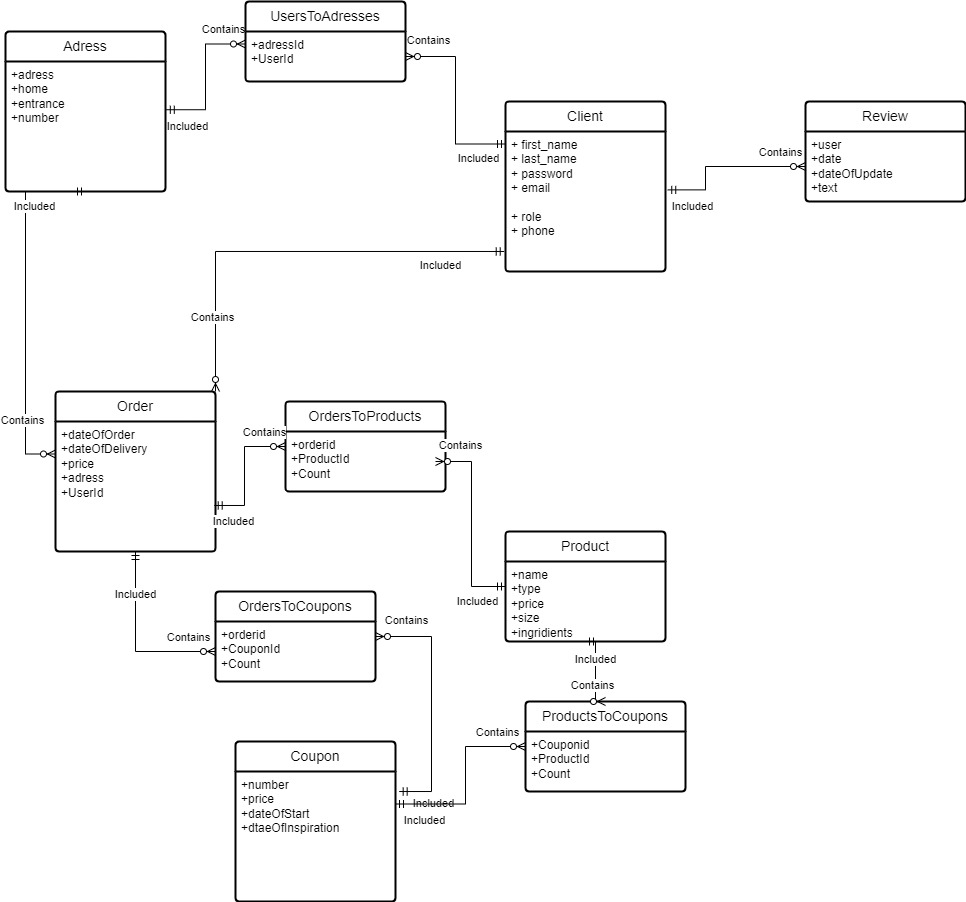 UsersToAdresses
+adressId
+UserId
Contains
Contains
Adress
+adress
+home
+entrance
+number
Included
Included
Client
+ first_name
+ last_name
+ password
+ email
+ role
+ phone
Included
Included
Contains
Review
+user
+date
+dateOfUpdate
+text
Included
Contains
Contains
Order
+dateOfOrder
+dateOfDelivery
+price
+adress
+UserId
Included
Contains
OrdersToProducts
+orderid
+ProductId
+Count
Contains
Included
Product
+name
+type
+price
+size
+ingridients
Included
Included
Contains
OrdersToCoupons
+orderid
+CouponId
+Count
Contains
Included
Contains
ProductsToCoupons
+Couponid
+ProductId
+Count
Contains
Coupon
+number
+price
+dateOfStart
+dtaeOfInspiration
Included
Included